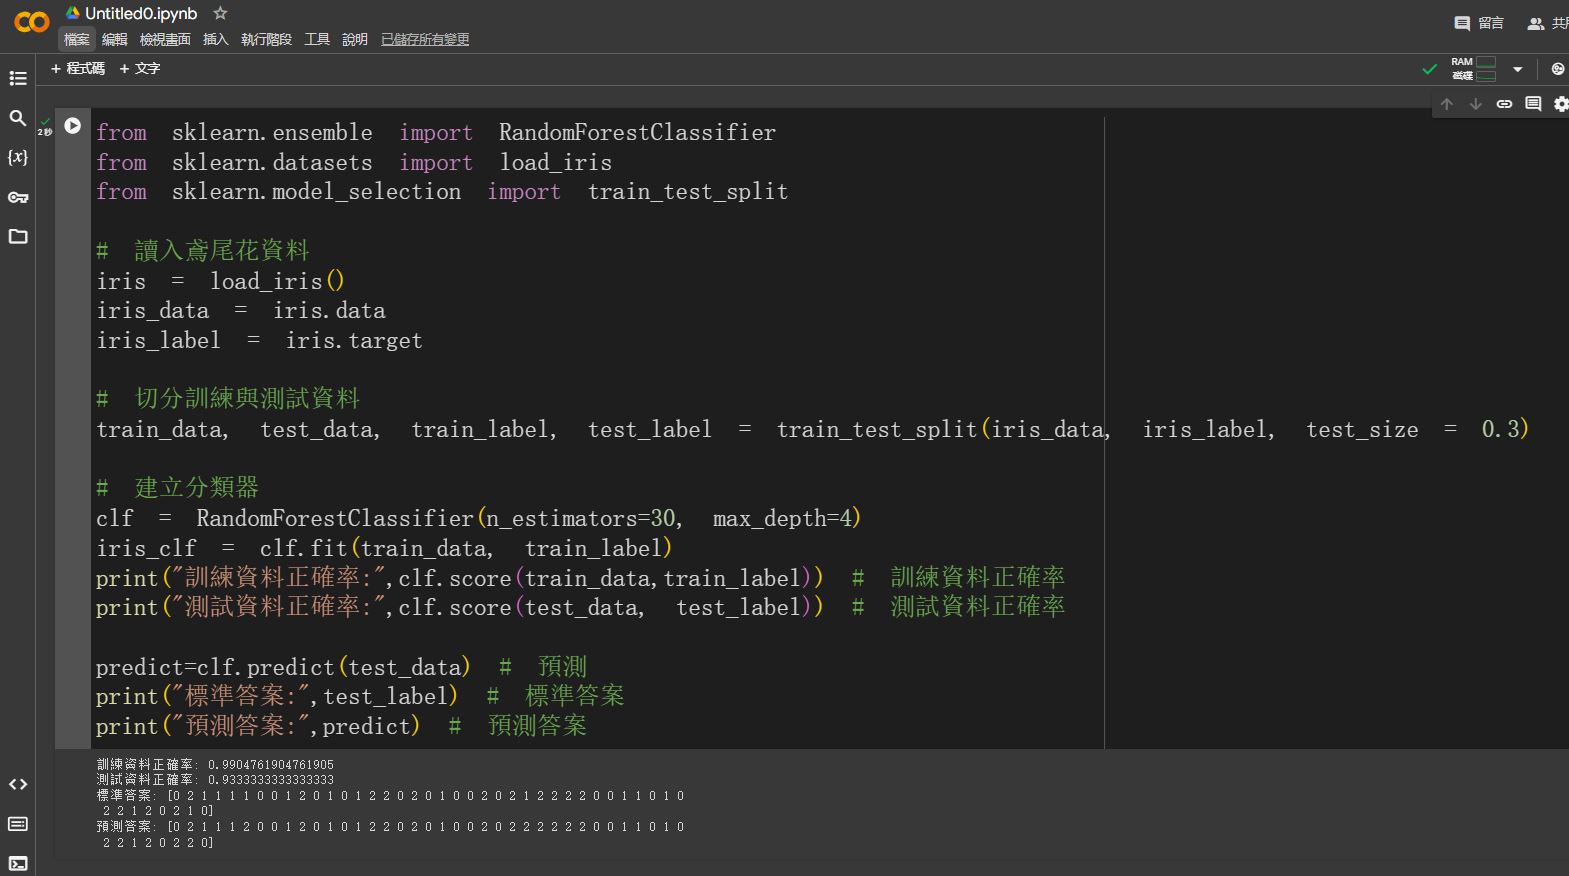 Untitled0.ipynb
留言 共
檔案 編輯 檢視畫面 插入 執行階段 工具 說明 已儲存所有變更
+ 程式碼 + 文字
RAM
磁碟
2 秒
{x}
from sklearn.ensemble import RandomForestClassifier
from sklearn.datasets import load_iris
from sklearn.model_selection import train_test_split
# 讀入鳶尾花資料
iris = load_iris()
iris_data = iris.data
iris_label = iris.target
# 切分訓練與測試資料
train_data, test_data, train_label, test_label = train_test_split(iris_data, iris_label, test_size = 0.3)
# 建立分類器
clf = RandomForestClassifier(n_estimators=30, max_depth=4)
iris_clf = clf.fit(train_data, train_label)
print("訓練資料正確率:",clf.score(train_data,train_label)) # 訓練資料正確率
print("測試資料正確率:",clf.score(test_data, test_label)) # 測試資料正確率
predict=clf.predict(test_data) # 預測
print("標準答案:",test_label) # 標準答案
print("預測答案:",predict) # 預測答案
訓練資料正確率: 0.9904761904761905
測試資料正確率: 0.9333333333333333
標準答案: [0 2 1 1 1 1 0 0 1 2 0 1 0 1 2 2 0 2 0 1 0 0 2 0 2 1 2 2 2 2 0 0 1 1 0 1 0
2 2 1 2 0 2 1 0]
預測答案: [0 2 1 1 1 2 0 0 1 2 0 1 0 1 2 2 0 2 0 1 0 0 2 0 2 2 2 2 2 2 0 0 1 1 0 1 0
2 2 1 2 0 2 2 0]